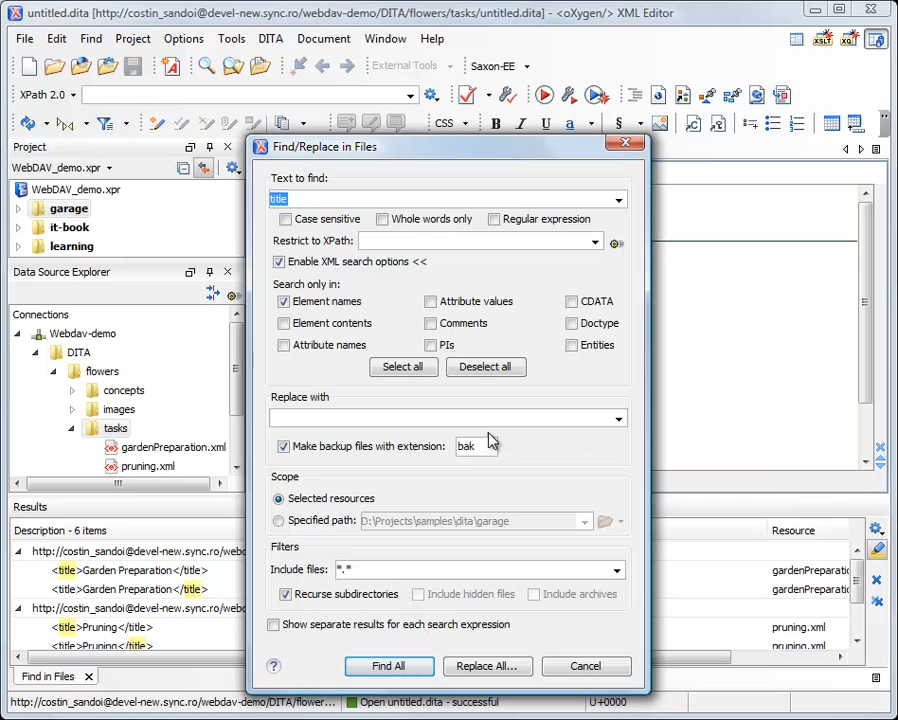 untitled.dita [http://costin_sandoi@devel-new.sync.ro/webdav-demo/DITA/flowers/tasks/untitled.dita] - <oXygen/> XML Editor
File Edit Find Project Options Tools DITA Document Window Help
External Tools Saxon-EE
XPath 2.0
CSS B I a §
Project
WebDAV_demo.xpr
WebDAV_demo.xpr
garage
it-book
learning
Data Source Explorer
Connections
Webdav-demo
DITA
flowers
concepts
images
tasks
gardenPreparation.xml
pruning.xml
Find/Replace in Files
Text to find:
title
Case sensitive Whole words only Regular expression
Restrict to XPath:
Enable XML search options <<
Search only in:
Element names Attribute values CDATA
Element contents Comments Doctype
Attribute names PIs Entities
Select all Deselect all
Replace with
Make backup files with extension: bak
Scope
Selected resources
Specified path: D:\Projects\samples\dita\garage
Filters
Include files: *.*
Recurse subdirectories Include hidden files Include archives
Show separate results for each search expression
Find All Replace All... Cancel
Results
Description - 6 items Resource
http://costin_sandoi@devel-new.sync.ro/webd
<title>Garden Preparation</title> gardenPreparat
<title>Garden Preparation</title> gardenPreparat
http://costin_sandoi@devel-new.sync.ro/webd
<title>Pruning</title> pruning.xml
<title>Pruning</title> pruning.xml
Find in Files
http://costin_sandoi@devel-new.sync.ro/webdav-demo/DITA/flower... Open untitled.dita - successful U+0000